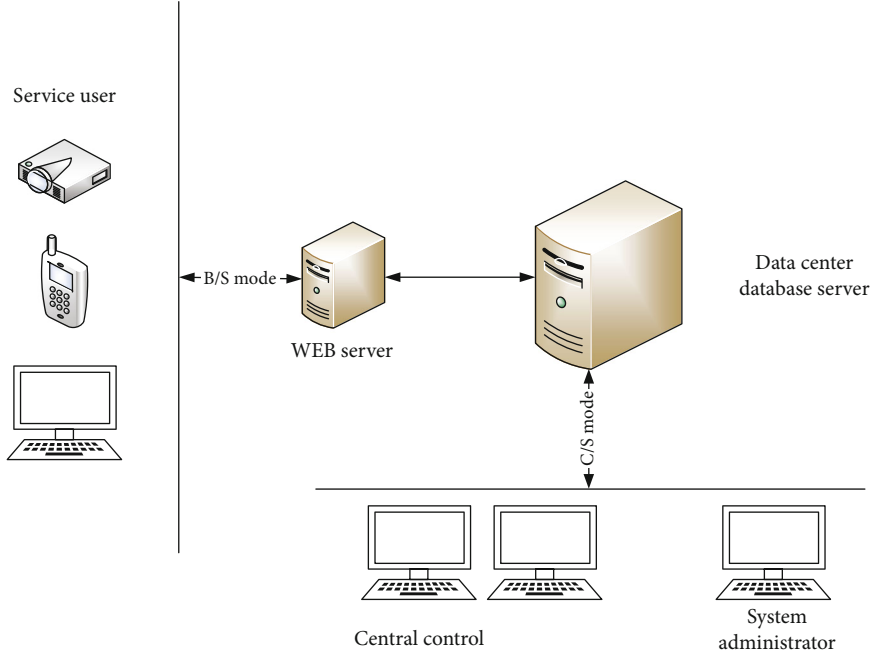 Service user
B/S mode
WEB server
Data center
database server
C/S mode
Central control
System
administrator